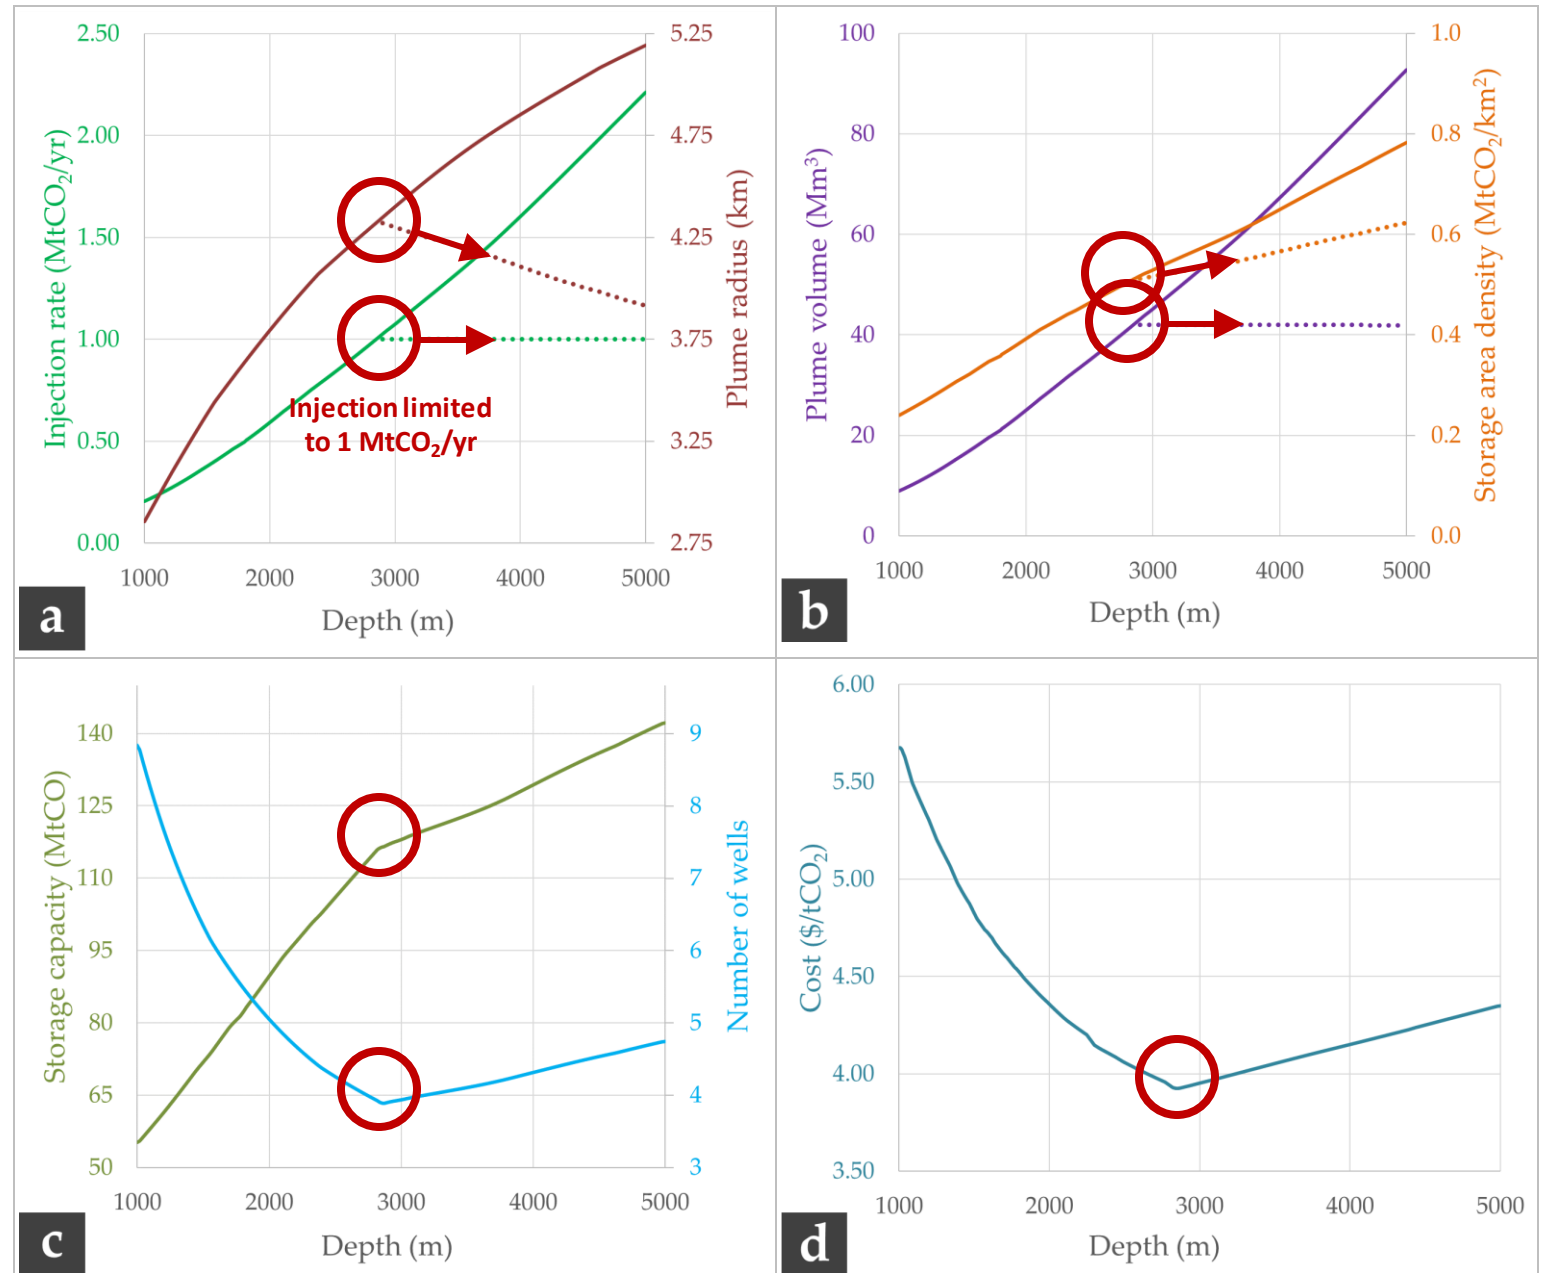 2.50
2.00
1.50
1.00
0.50
0.00
Injection rate (MtCO₂/yr)
5.25
4.75
4.25
3.75
3.25
2.75
Plume radius (km)
Injection limited
to 1 MtCO₂/yr
1000 2000 3000 4000 5000
Depth (m)
a
100
80
60
40
20
0
Plume volume (Mm³)
1.0
0.8
0.6
0.4
0.2
0.0
Storage area density (MtCO₂/km²)
1000 2000 3000 4000 5000
Depth (m)
b
140
125
110
95
80
65
50
Storage capacity (MtCO)
9
8
7
6
5
4
3
Number of wells
1000 2000 3000 4000 5000
Depth (m)
c
6.00
5.50
5.00
4.50
4.00
3.50
Cost ($/tCO₂)
1000 2000 3000 4000 5000
Depth (m)
d